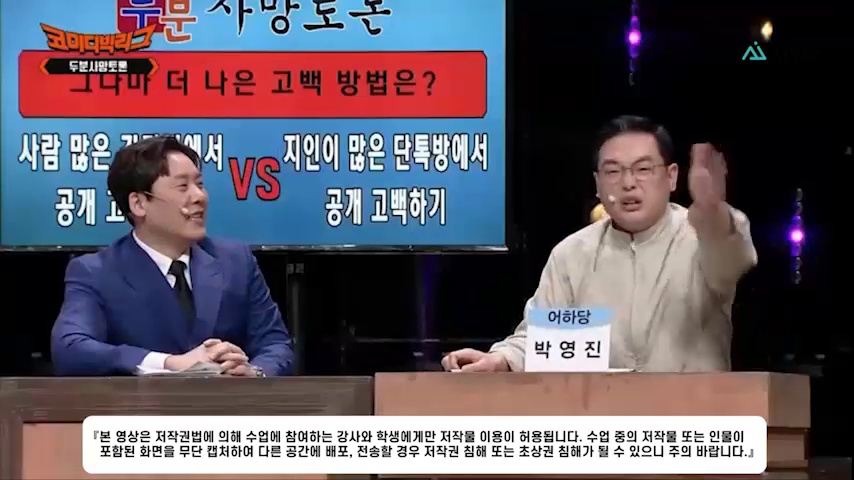 코미디빅리그
두분사망토론
두분 사망토론
그나마 더 나은 고백 방법은?
사람 많은
에서
공개
VS
지인이 많은 단톡방에서
공개 고백하기
어하당
박영진
『본 영상은 저작권법에 의해 수업에 참여하는 강사와 학생에게만 저작물 이용이 허용됩니다. 수업 중의 저작물 또는 인물이
포함된 화면을 무단 캡처하여 다른 공간에 배포, 전송할 경우 저작권 침해 또는 초상권 침해가 될 수 있으니 주의 바랍니다.』